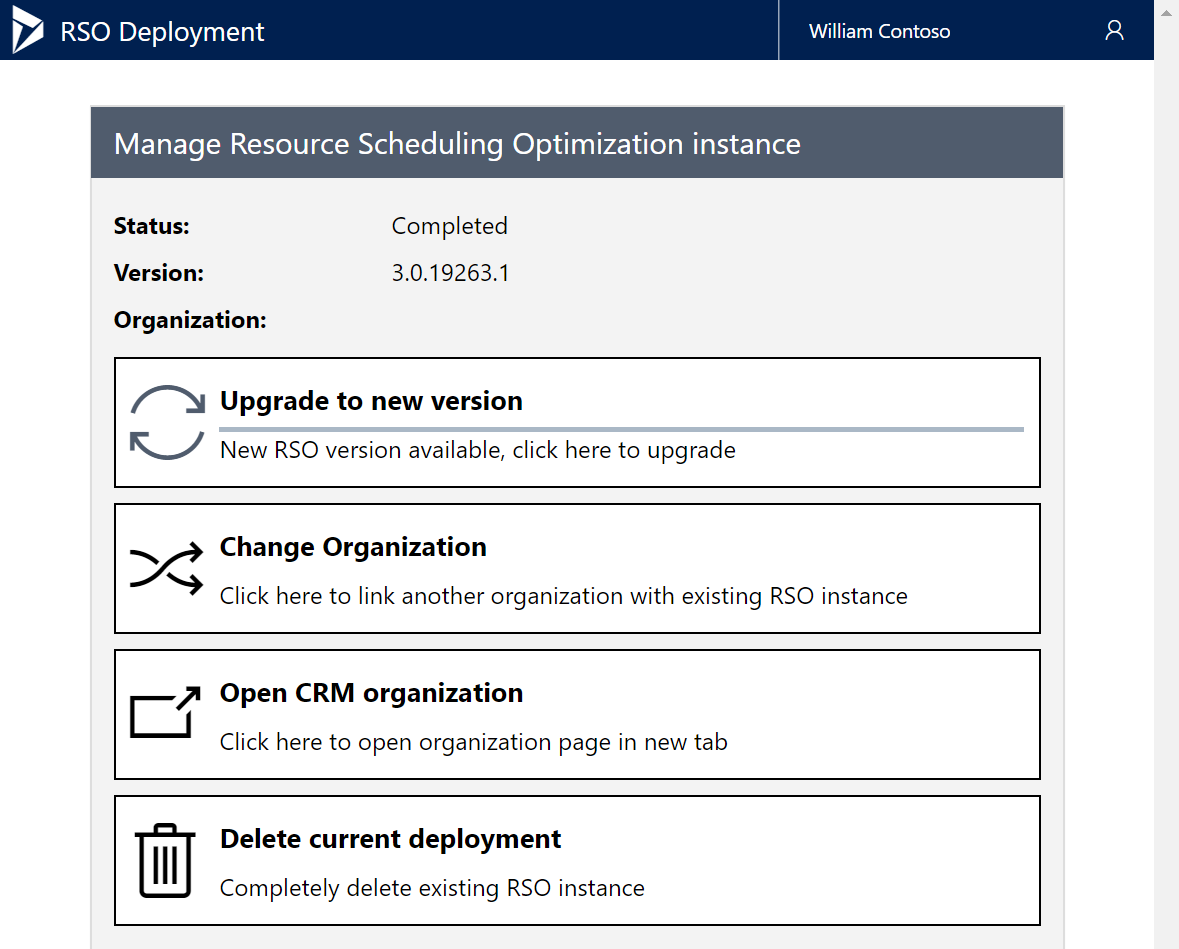 RSO Deployment
William Contoso
Manage Resource Scheduling Optimization instance
Status: Completed
Version: 3.0.19263.1
Organization:
Upgrade to new version
New RSO version available, click here to upgrade
Change Organization
Click here to link another organization with existing RSO instance
Open CRM organization
Click here to open organization page in new tab
Delete current deployment
Completely delete existing RSO instance